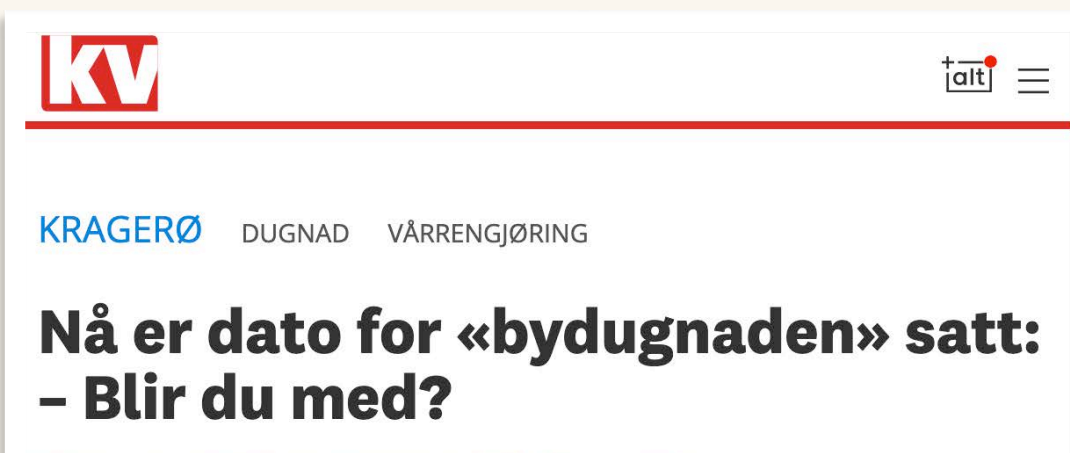 KV
+alt
KRAGERØ DUGNAD VÅRRENGJØRING
Nå er dato for «bydugnaden» satt:
– Blir du med?